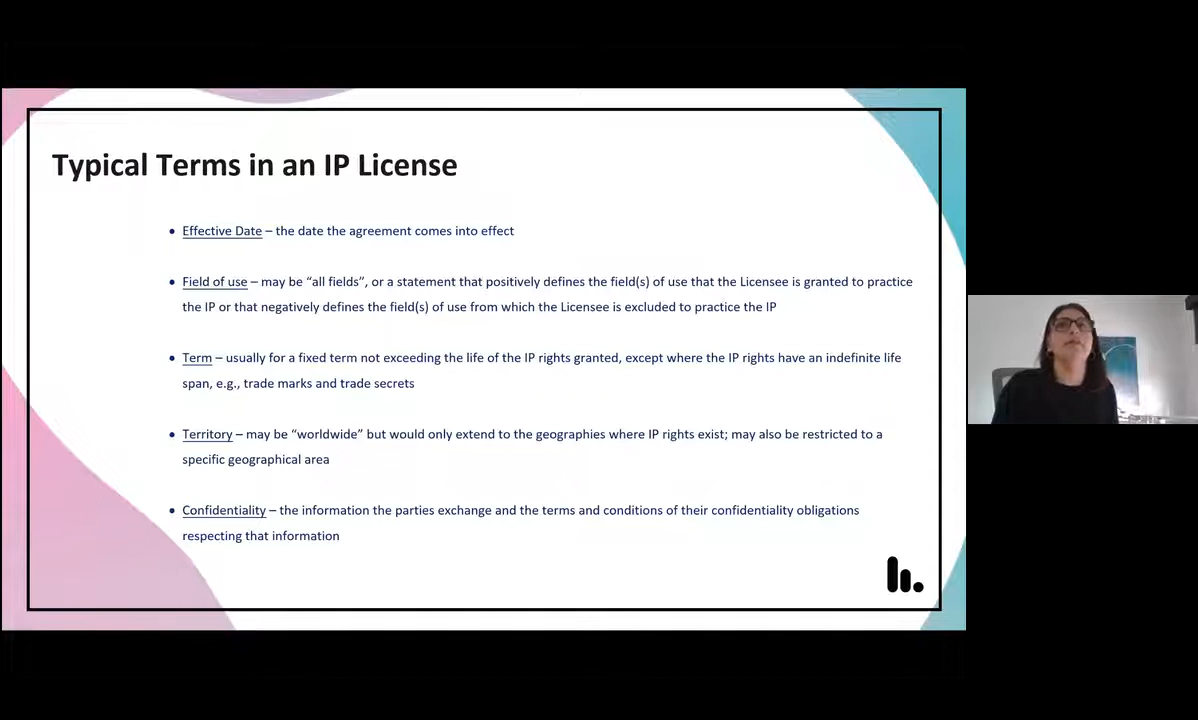 Typical Terms in an IP License
• Effective Date – the date the agreement comes into effect
• Field of use – may be “all fields”, or a statement that positively defines the field(s) of use that the Licensee is granted to practice
the IP or that negatively defines the field(s) of use from which the Licensee is excluded to practice the IP
• Term – usually for a fixed term not exceeding the life of the IP rights granted, except where the IP rights have an indefinite life
span, e.g., trade marks and trade secrets
• Territory – may be “worldwide” but would only extend to the geographies where IP rights exist; may also be restricted to a
specific geographical area
• Confidentiality – the information the parties exchange and the terms and conditions of their confidentiality obligations
respecting that information